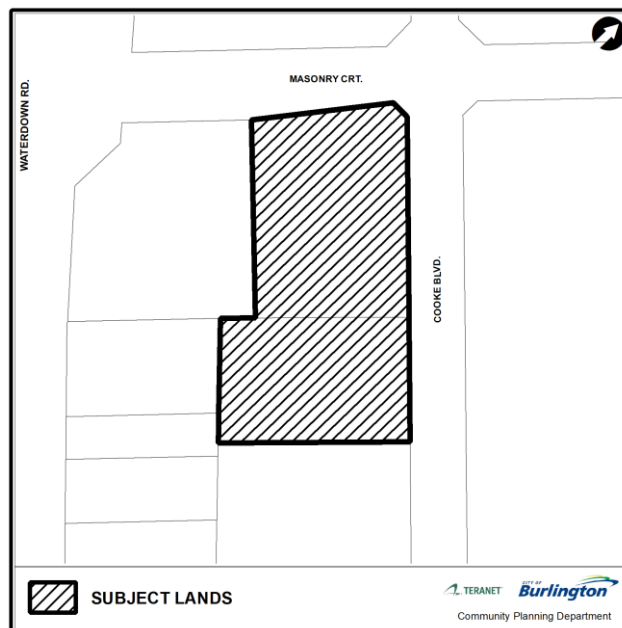 MASONRY CRT.
WATERDOWN RD.
COOKE BLVD.
SUBJECT LANDS
TERANET
CITY OF
Burlington
Community Planning Department